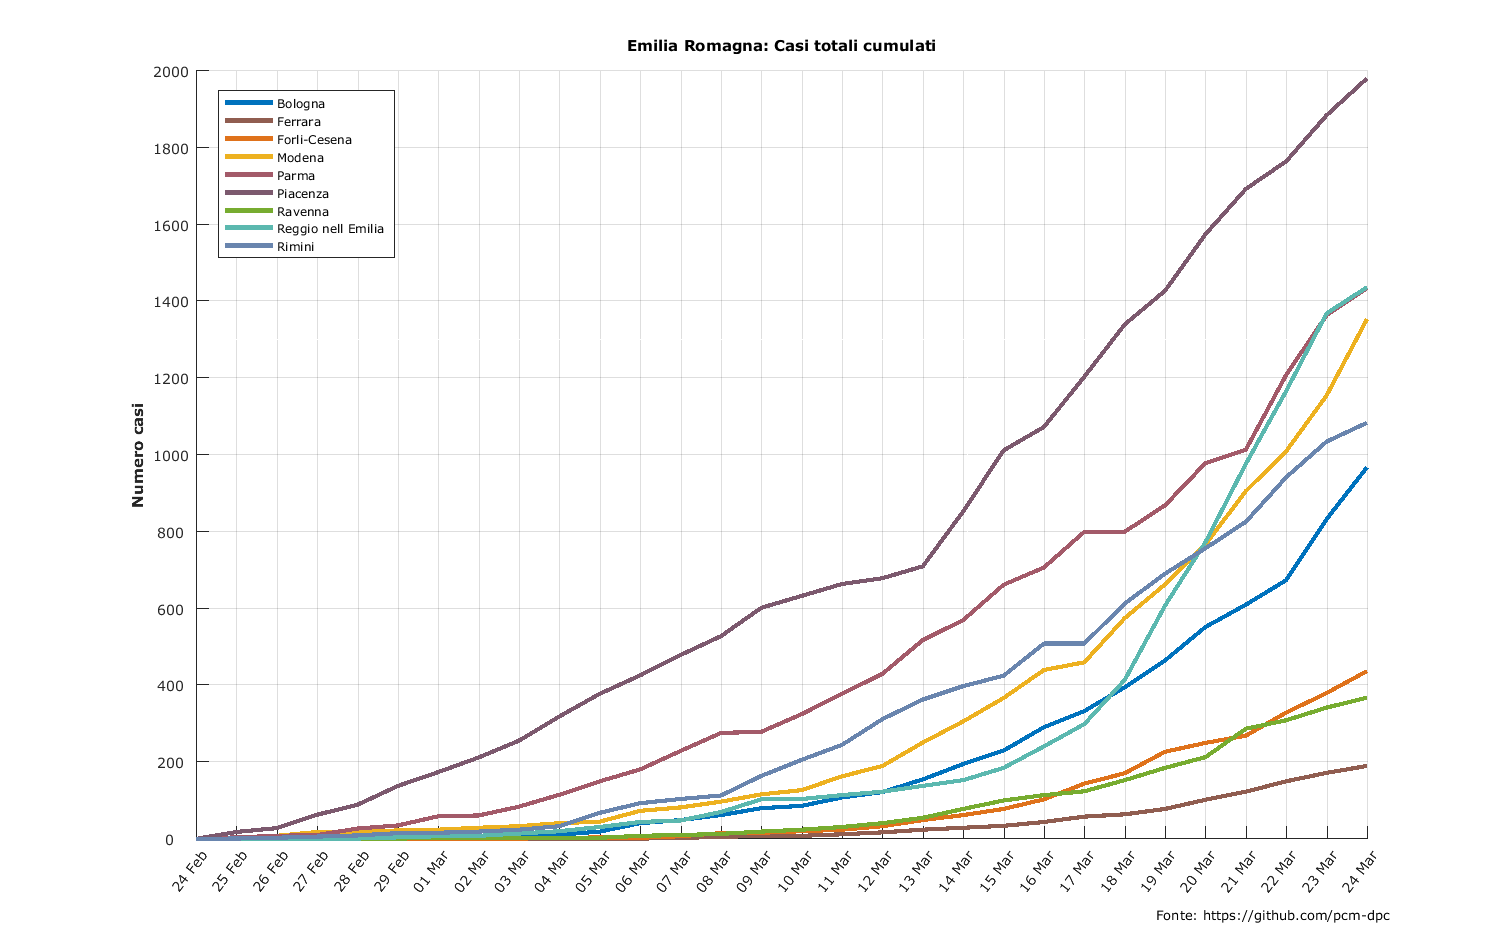 Emilia Romagna: Casi totali cumulati
2000
1800
1600
1400
1200
1000
800
600
400
200
0
Numero casi
Bologna
Ferrara
Forlì-Cesena
Modena
Parma
Piacenza
Ravenna
Reggio nell Emilia
Rimini
24 Feb
25 Feb
26 Feb
27 Feb
28 Feb
29 Feb
01 Mar
02 Mar
03 Mar
04 Mar
05 Mar
06 Mar
07 Mar
08 Mar
09 Mar
10 Mar
11 Mar
12 Mar
13 Mar
14 Mar
15 Mar
16 Mar
17 Mar
18 Mar
19 Mar
20 Mar
21 Mar
22 Mar
23 Mar
24 Mar
Fonte: https://github.com/pcm-dpc